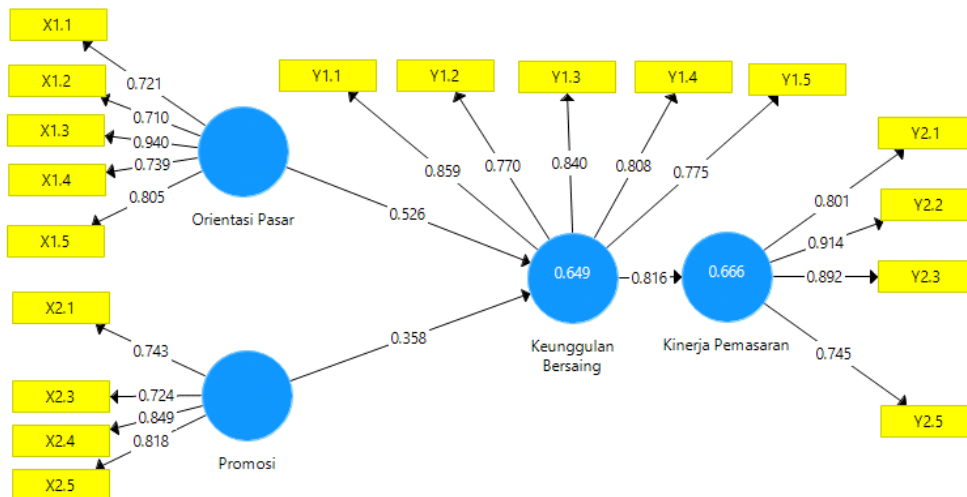 X1.1
X1.2
X1.3
X1.4
X1.5
0.721
0.710
0.940
0.739
0.805
Orientasi Pasar
X2.1
X2.3
X2.4
X2.5
0.743
0.724
0.849
0.818
Promosi
0.526
0.358
Y1.1
Y1.2
Y1.3
Y1.4
Y1.5
0.859
0.770
0.840
0.808
0.775
0.649
Keunggulan
Bersaing
0.816
0.666
Kinerja Pemasaran
0.801
0.914
0.892
0.745
Y2.1
Y2.2
Y2.3
Y2.5